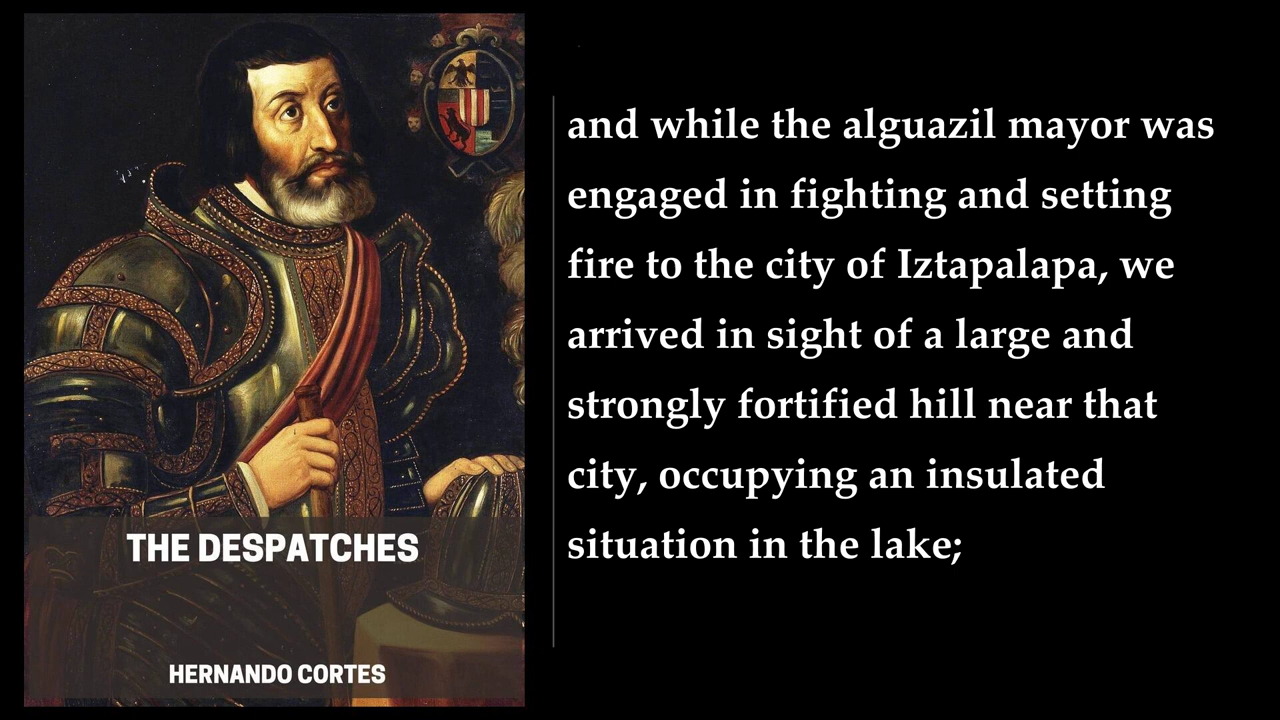 THE DESPATCHES
HERNANDO CORTES
and while the alguazil mayor was
engaged in fighting and setting
fire to the city of Iztapalapa, we
arrived in sight of a large and
strongly fortified hill near that
city, occupying an insulated
situation in the lake;